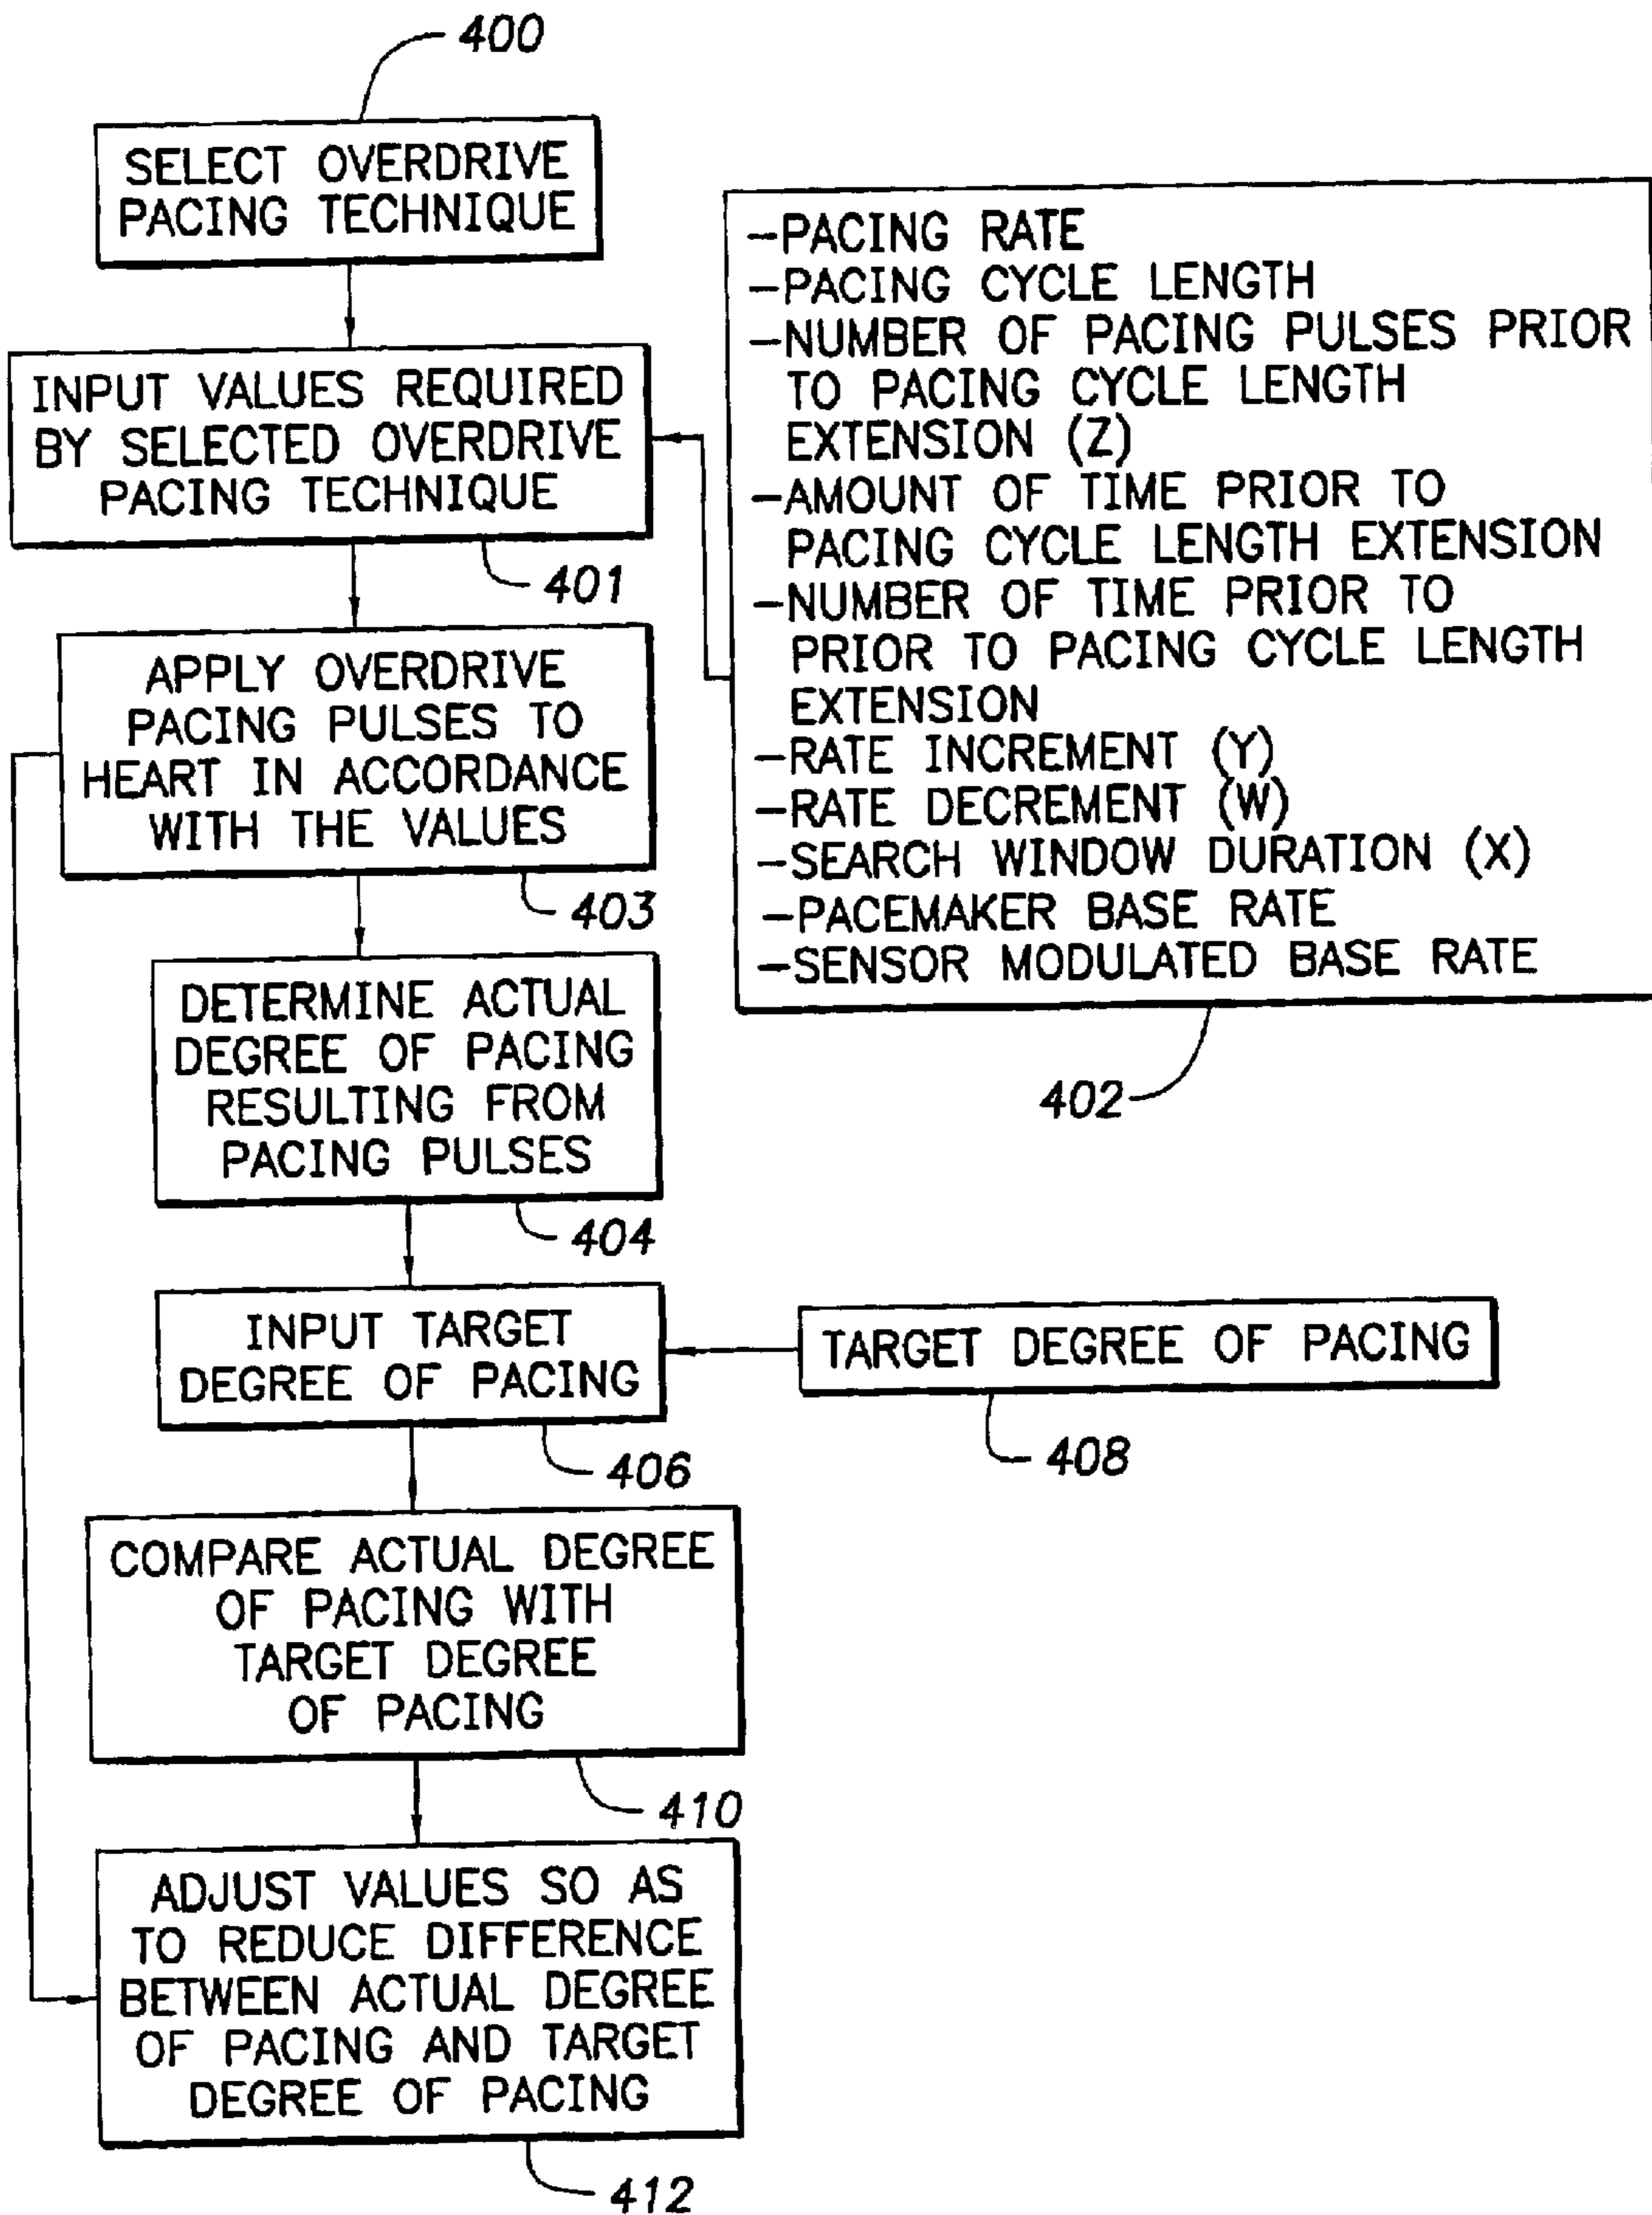 400
SELECT OVERDRIVE
PACING TECHNIQUE
INPUT VALUES REQUIRED
BY SELECTED OVERDRIVE
PACING TECHNIQUE
401
-PACING RATE
-PACING CYCLE LENGTH
-NUMBER OF PACING PULSES PRIOR
TO PACING CYCLE LENGTH
EXTENSION (Z)
-AMOUNT OF TIME PRIOR TO
PACING CYCLE LENGTH EXTENSION
-NUMBER OF TIME PRIOR TO
PRIOR TO PACING CYCLE LENGTH
EXTENSION
-RATE INCREMENT (Y)
-RATE DECREMENT (W)
-SEARCH WINDOW DURATION (X)
-PACEMAKER BASE RATE
-SENSOR MODULATED BASE RATE
402
APPLY OVERDRIVE
PACING PULSES TO
HEART IN ACCORDANCE
WITH THE VALUES
403
DETERMINE ACTUAL
DEGREE OF PACING
RESULTING FROM
PACING PULSES
404
INPUT TARGET
DEGREE OF PACING
406
TARGET DEGREE OF PACING
408
COMPARE ACTUAL DEGREE
OF PACING WITH
TARGET DEGREE
OF PACING
410
ADJUST VALUES SO AS
TO REDUCE DIFFERENCE
BETWEEN ACTUAL DEGREE
OF PACING AND TARGET
DEGREE OF PACING
412